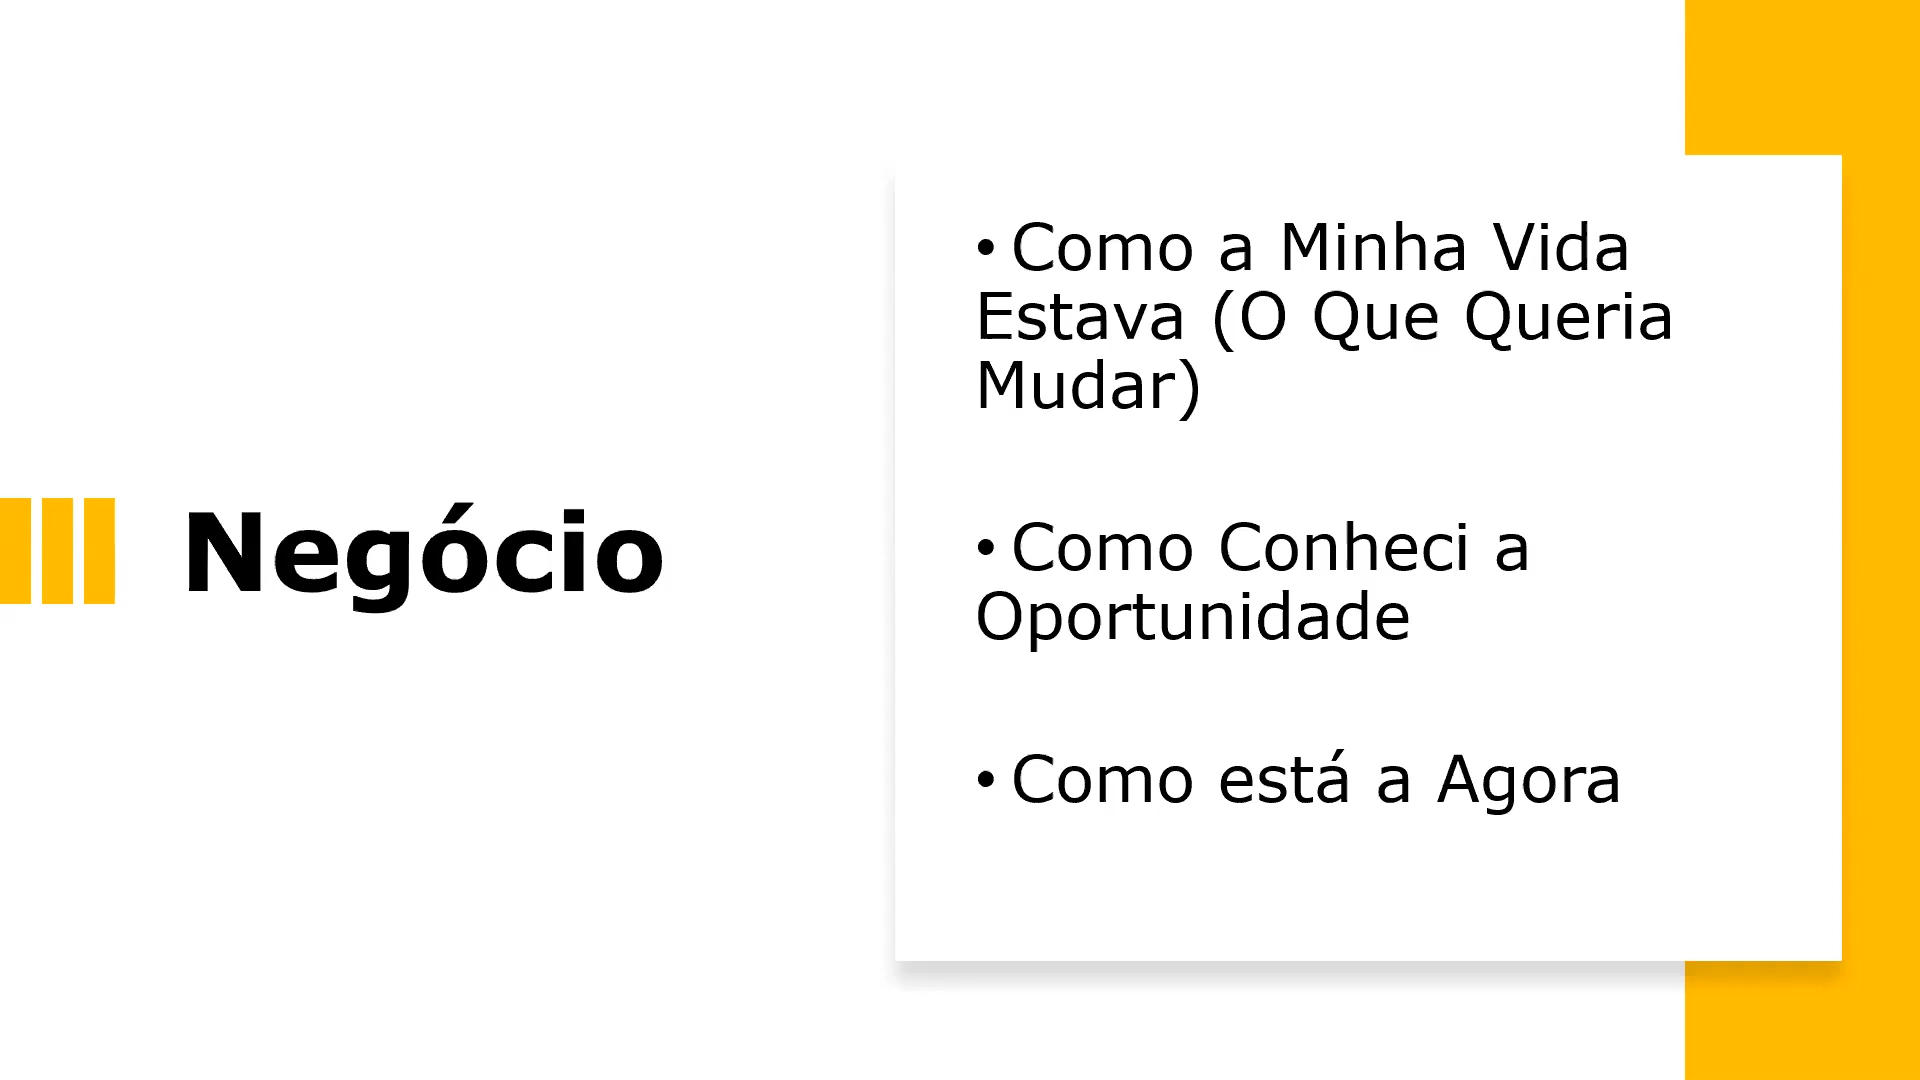 Negócio
• Como a Minha Vida
Estava (O Que Queria
Mudar)
• Como Conheci a
Oportunidade
• Como está a Agora